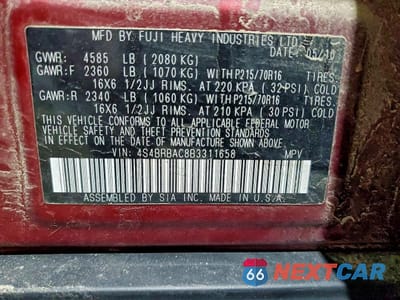 MFD. BY FUJI HEAVY INDUSTRIES LTD.
DATE: 05/10
GVWR: 4585 LB (2080 KG)
GAWR:F 2360 LB (1070 KG) WITH P215/70R16 TIRES,
16X6 1/2JJ RIMS, AT 220 KPA (32 PSI) COLD
GAWR:R 2340 LB (1060 KG) WITH P215/70R16 TIRES,
16X6 1/2JJ RIMS, AT 210 KPA (30 PSI) COLD
THIS VEHICLE CONFORMS TO ALL APPLICABLE
FEDERAL MOTOR VEHICLE SAFETY STANDARDS
IN EFFECT ON THE DATE OF MANUFACTURE
SHOWN ABOVE.
VIN: 4S4BRBAC8B3311658 MPV
ASSEMBLED BY SIA INC. MADE IN U.S.A.
66 NEXTCAR